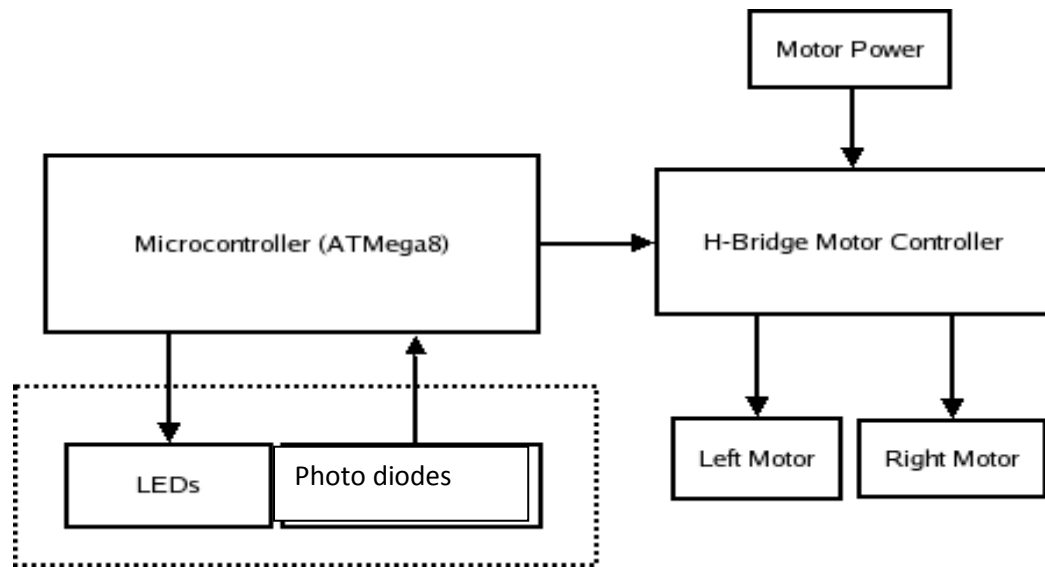 Motor Power
Microcontroller (ATMega8)
H-Bridge Motor Controller
LEDs
Photo diodes
Left Motor
Right Motor